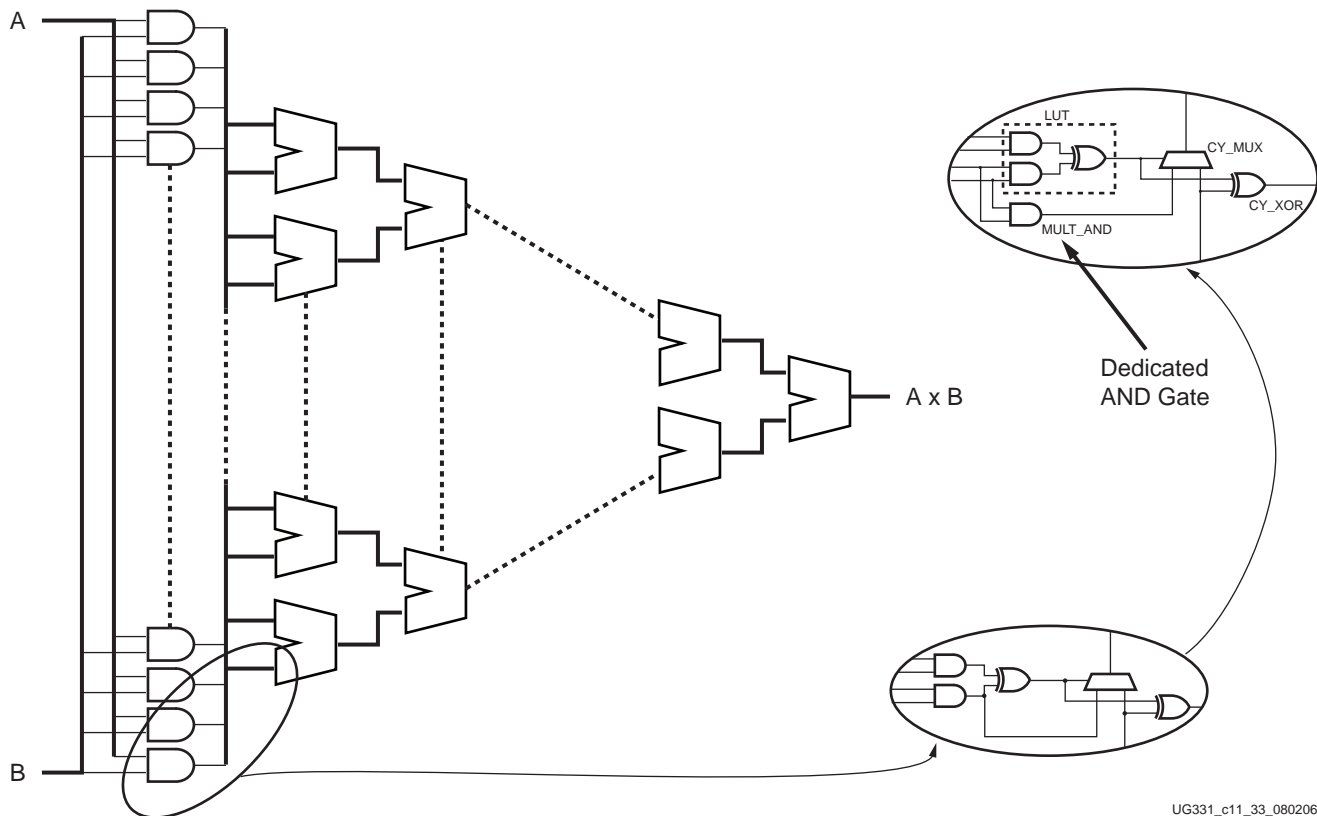 A
LUT
CY_MUX
CY_XOR
MULT_AND
Dedicated
AND Gate
A x B
B
UG331_c11_33_080206